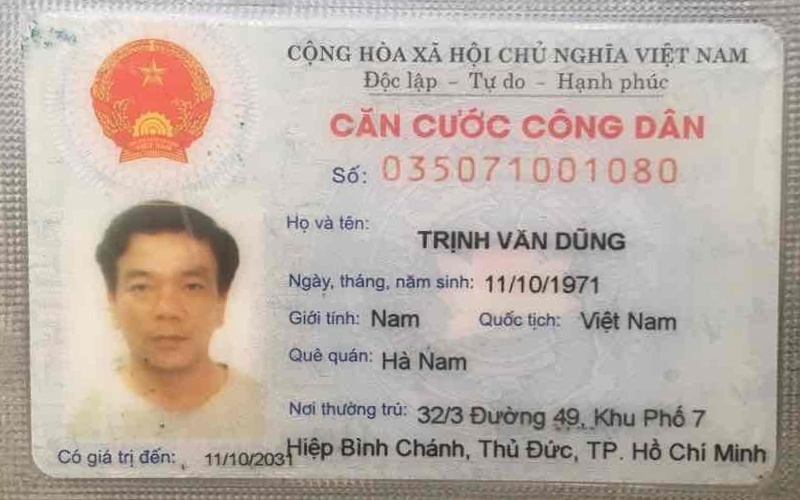 CỘNG HÒA XÃ HỘI CHỦ NGHĨA VIỆT NAM
Độc lập – Tự do – Hạnh phúc
CĂN CƯỚC CÔNG DÂN
Số: 035071001080
Họ và tên:
TRỊNH VĂN DŨNG
Ngày, tháng, năm sinh: 11/10/1971
Giới tính: Nam Quốc tịch: Việt Nam
Quê quán: Hà Nam
Nơi thường trú: 32/3 Đường 49, Khu Phố 7
Hiệp Bình Chánh, Thủ Đức, TP. Hồ Chí Minh
Có giá trị đến: 11/10/2031